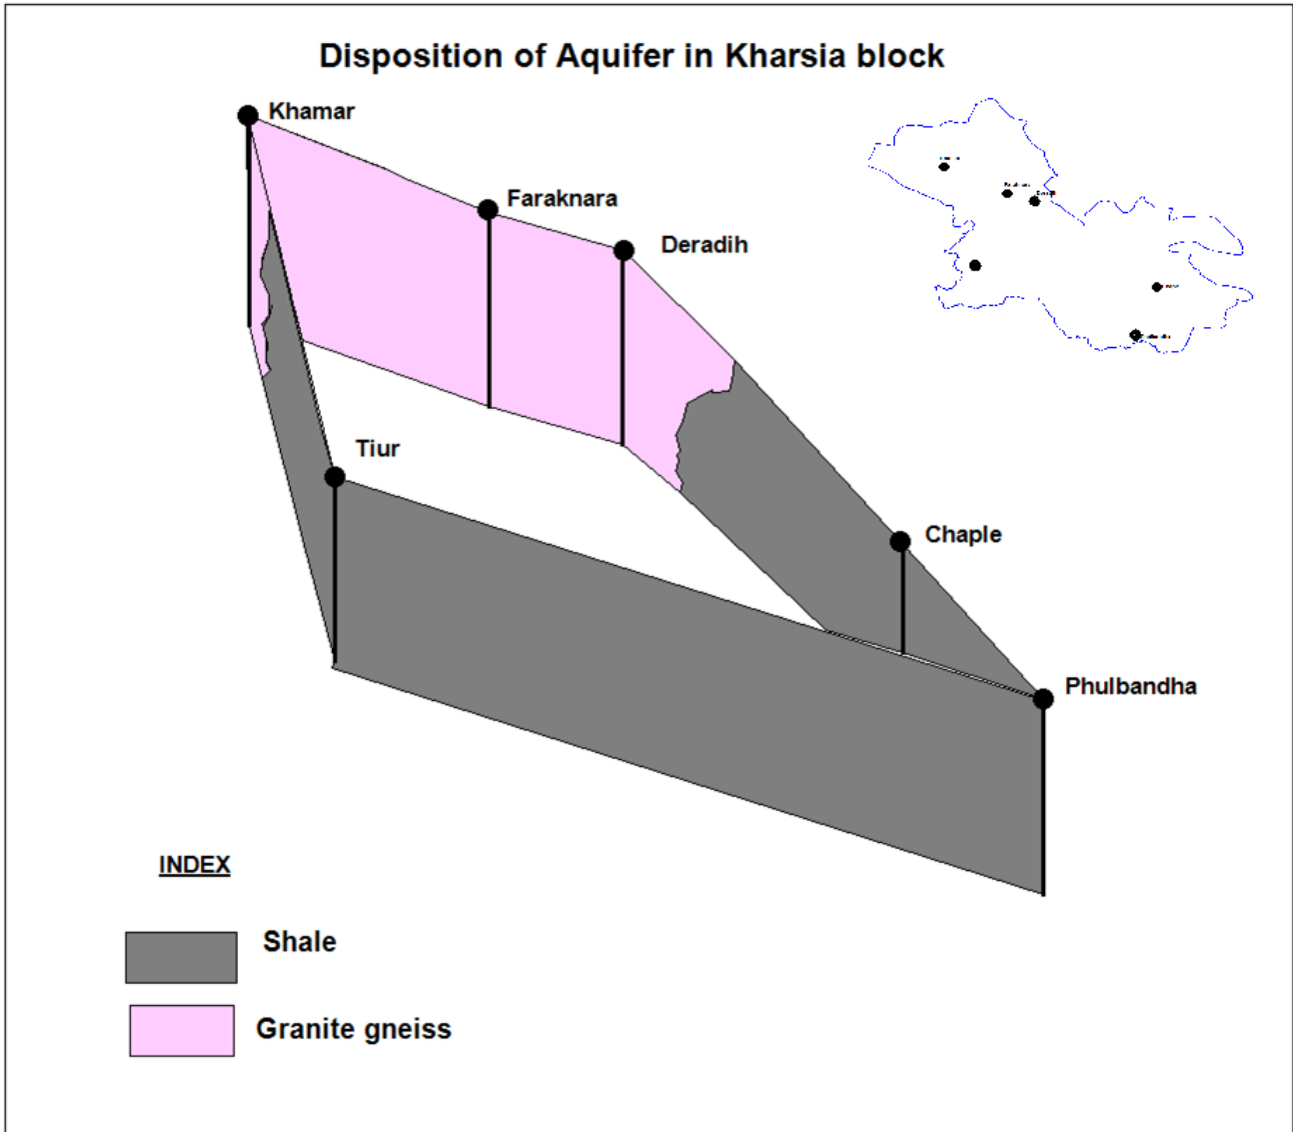 Disposition of Aquifer in Kharsia block
Khamar
Faraknara
Deradih
Tiur
Chaple
Phulbandha
INDEX
Shale
Granite gneiss